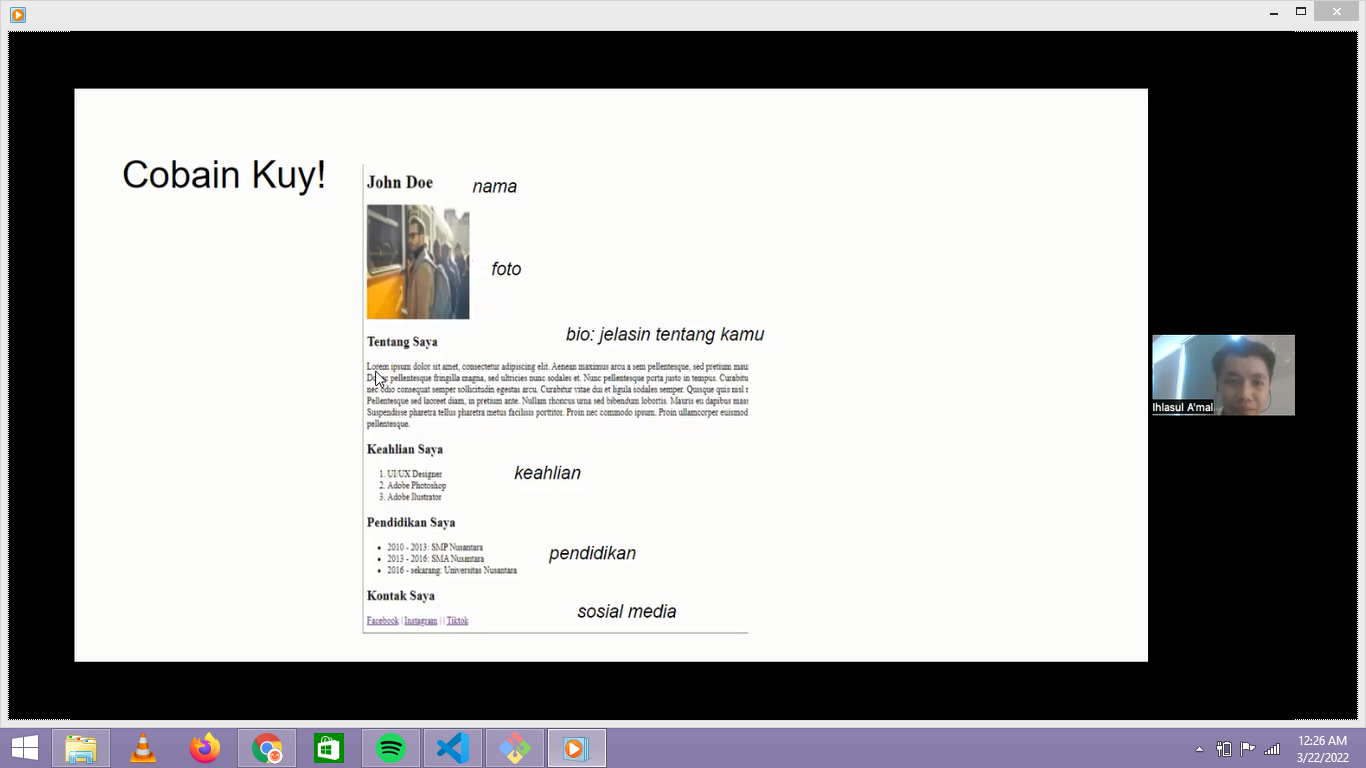 Cobain Kuy!
John Doe
nama
foto
bio: jelasin tentang kamu
Tentang Saya
Lorem ipsum dolor sit amet, consectetur adipiscing elit. Aenean maximus arcu a sem pellentesque, sed pretium mau
pellentesque fringilla magna, sed ultricies nunc sodales et. Nunc pellentesque porta justo in tempus. Curabitu
nec odio consequat semper sollicitudin egestas arcu. Curabitur vitae dui et ligula sodales semper. Quisque quis nisl
Pellentesque sed laoreet diam, in pretium ante. Nullam rhoncus urna sed bibendum lobortis. Mauris eu dapibus mas
Suspendisse pharetra tellus pharetra metus facilisis porttitor. Proin nec commodo ipsum. Proin ullamcorper euismod
pellentesque.
Keahlian Saya
keahlian
1. UI/UX Designer
2. Adobe Photoshop
3. Adobe Ilustrator
Pendidikan Saya
pendidikan
• 2010 - 2013: SMP Nusantara
• 2013 - 2016: SMA Nusantara
• 2016 - sekarang: Universitas Nusantara
Kontak Saya
sosial media
Facebook | Instagram | | Tiktok
Ihlasul A'mal
12:26 AM
3/22/2022